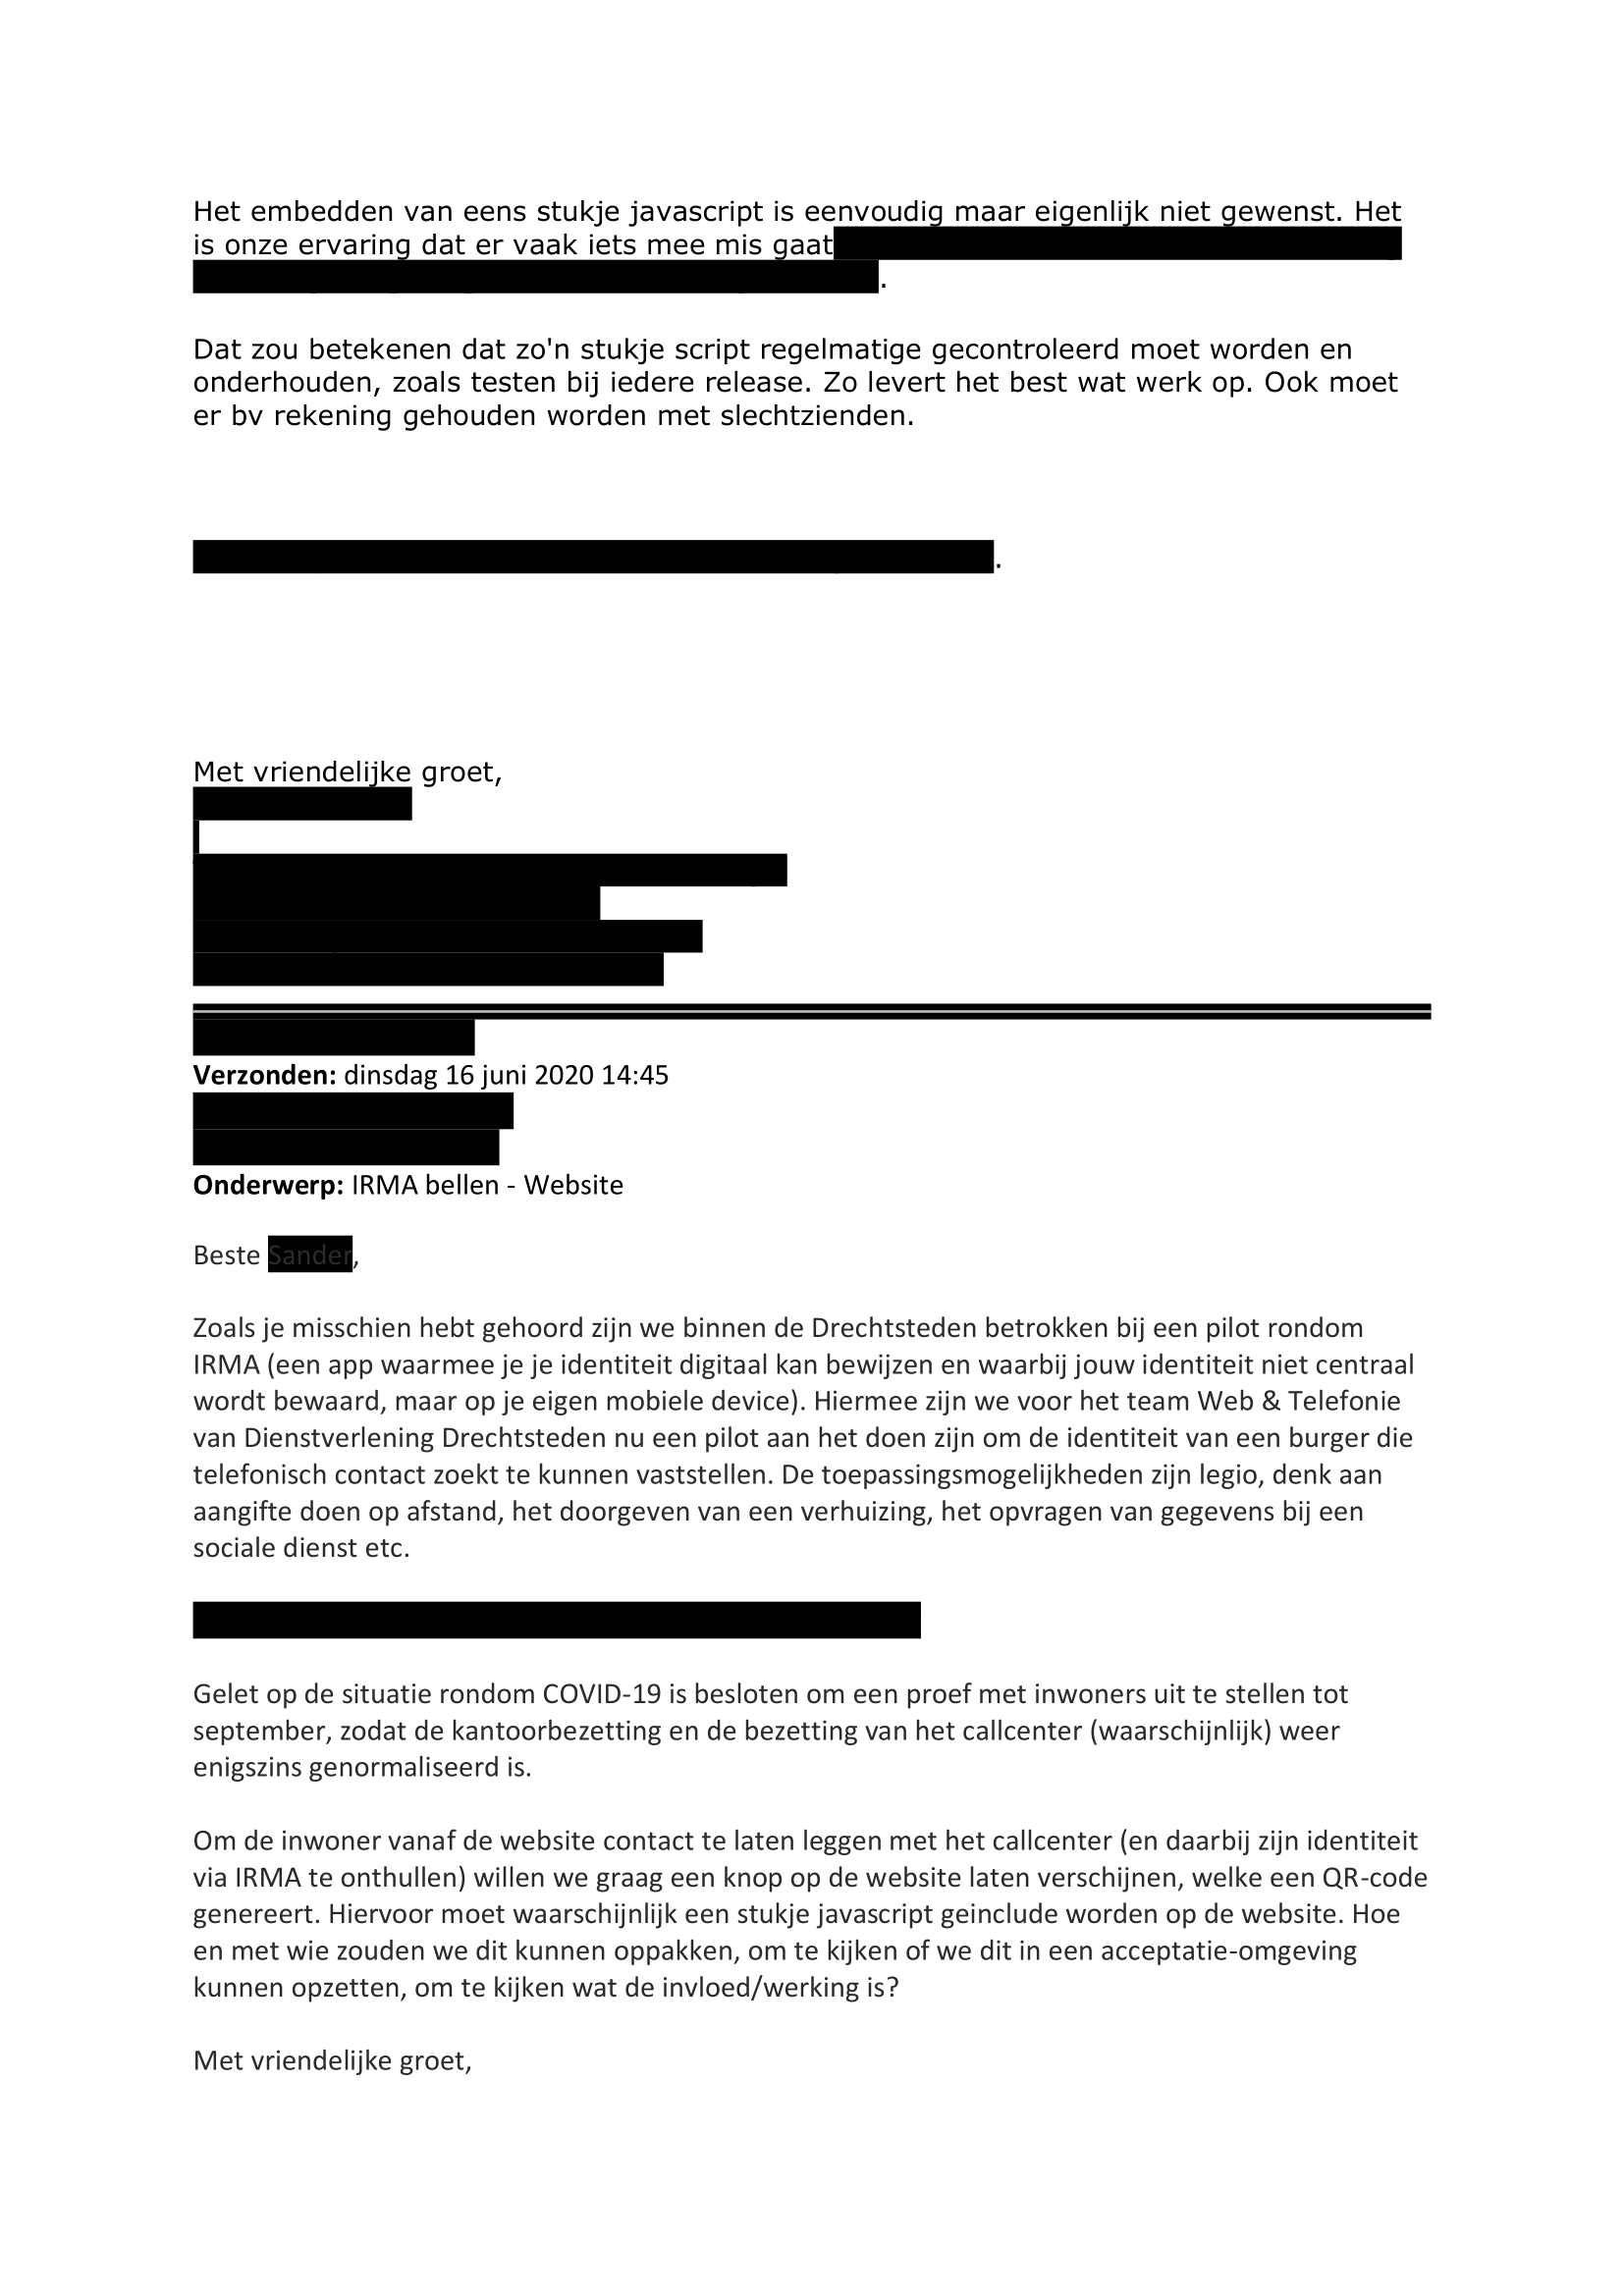 Het embedden van eens stukje javascript is eenvoudig maar eigenlijk niet gewenst. Het
is onze ervaring dat er vaak iets mee mis gaat
.
Dat zou betekenen dat zo'n stukje script regelmatige gecontroleerd moet worden en
onderhouden, zoals testen bij iedere release. Zo levert het best wat werk op. Ook moet
er bv rekening gehouden worden met slechtzienden.
.
Met vriendelijke groet,
Verzonden: dinsdag 16 juni 2020 14:45
Onderwerp: IRMA bellen - Website
Beste ,
Zoals je misschien hebt gehoord zijn we binnen de Drechtsteden betrokken bij een pilot rondom
IRMA (een app waarmee je je identiteit digitaal kan bewijzen en waarbij jouw identiteit niet centraal
wordt bewaard, maar op je eigen mobiele device). Hiermee zijn we voor het team Web & Telefonie
van Dienstverlening Drechtsteden nu een pilot aan het doen zijn om de identiteit van een burger die
telefonisch contact zoekt te kunnen vaststellen. De toepassingsmogelijkheden zijn legio, denk aan
aangifte doen op afstand, het doorgeven van een verhuizing, het opvragen van gegevens bij een
sociale dienst etc.
Gelet op de situatie rondom COVID-19 is besloten om een proef met inwoners uit te stellen tot
september, zodat de kantoorbezetting en de bezetting van het callcenter (waarschijnlijk) weer
enigszins genormaliseerd is.
Om de inwoner vanaf de website contact te laten leggen met het callcenter (en daarbij zijn identiteit
via IRMA te onthullen) willen we graag een knop op de website laten verschijnen, welke een QR-code
genereert. Hiervoor moet waarschijnlijk een stukje javascript geinclude worden op de website. Hoe
en met wie zouden we dit kunnen oppakken, om te kijken of we dit in een acceptatie-omgeving
kunnen opzetten, om te kijken wat de invloed/werking is?
Met vriendelijke groet,